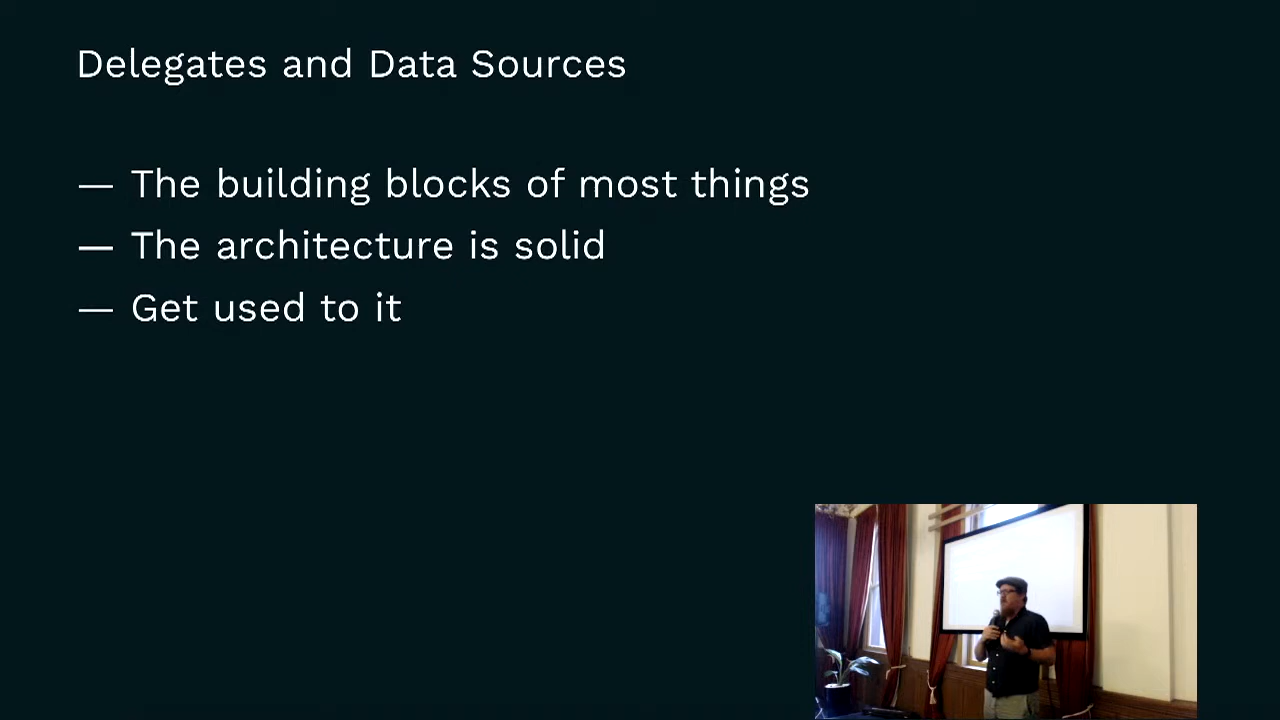 Delegates and Data Sources
— The building blocks of most things
— The architecture is solid
— Get used to it